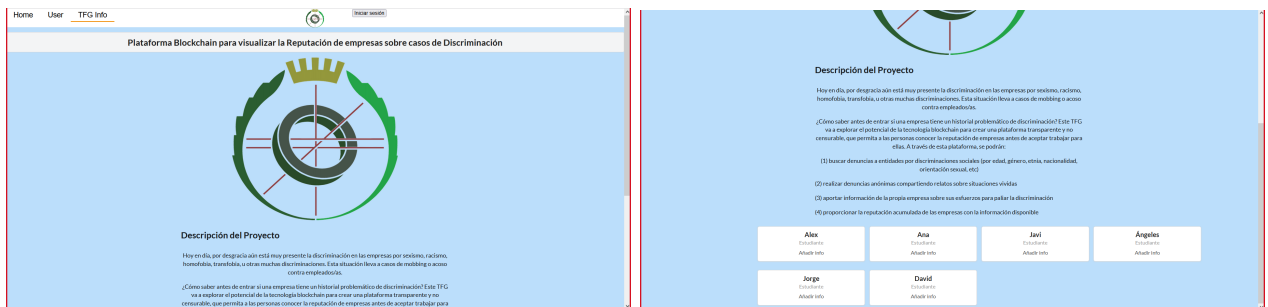 Home User TFG Info
Iniciar sesión
Plataforma Blockchain para visualizar la Reputación de empresas sobre casos de Discriminación
Descripción del Proyecto
Hoy en día, por desgracia aún está muy presente la discriminación en las empresas por sexismo, racismo,
homofobia, transfobia, u otras muchas discriminaciones. Esta situación lleva a casos de mobbing o acoso
contra empleados/as.
¿Cómo saber antes de entrar si una empresa tiene un historial problemático de discriminación? Este TFG
va a explorar el potencial de la tecnología blockchain para crear una plataforma transparente y no
censurable, que permita a las personas conocer la reputación de empresas antes de aceptar trabajar para
Descripción del Proyecto
Hoy en día, por desgracia aún está muy presente la discriminación en las empresas por sexismo, racismo,
homofobia, transfobia, u otras muchas discriminaciones. Esta situación lleva a casos de mobbing o acoso
contra empleados/as.
¿Cómo saber antes de entrar si una empresa tiene un historial problemático de discriminación? Este TFG
va a explorar el potencial de la tecnología blockchain para crear una plataforma transparente y no
censurable, que permita a las personas conocer la reputación de empresas antes de aceptar trabajar para
ellas. A través de esta plataforma, se podrán:
(1) buscar denuncias a entidades por discriminaciones sociales (por edad, género, etnia, nacionalidad,
orientación sexual, etc)
(2) realizar denuncias anónimas compartiendo relatos sobre situaciones vividas
(3) aportar información de la propia empresa sobre sus esfuerzos para paliar la discriminación
(4) proporcionar la reputación acumulada de las empresas con la información disponible
Alex
Estudiante
Añadir info
Ana
Estudiante
Añadir info
Javi
Estudiante
Añadir info
Ángeles
Estudiante
Añadir info
Jorge
Estudiante
Añadir info
David
Estudiante
Añadir info